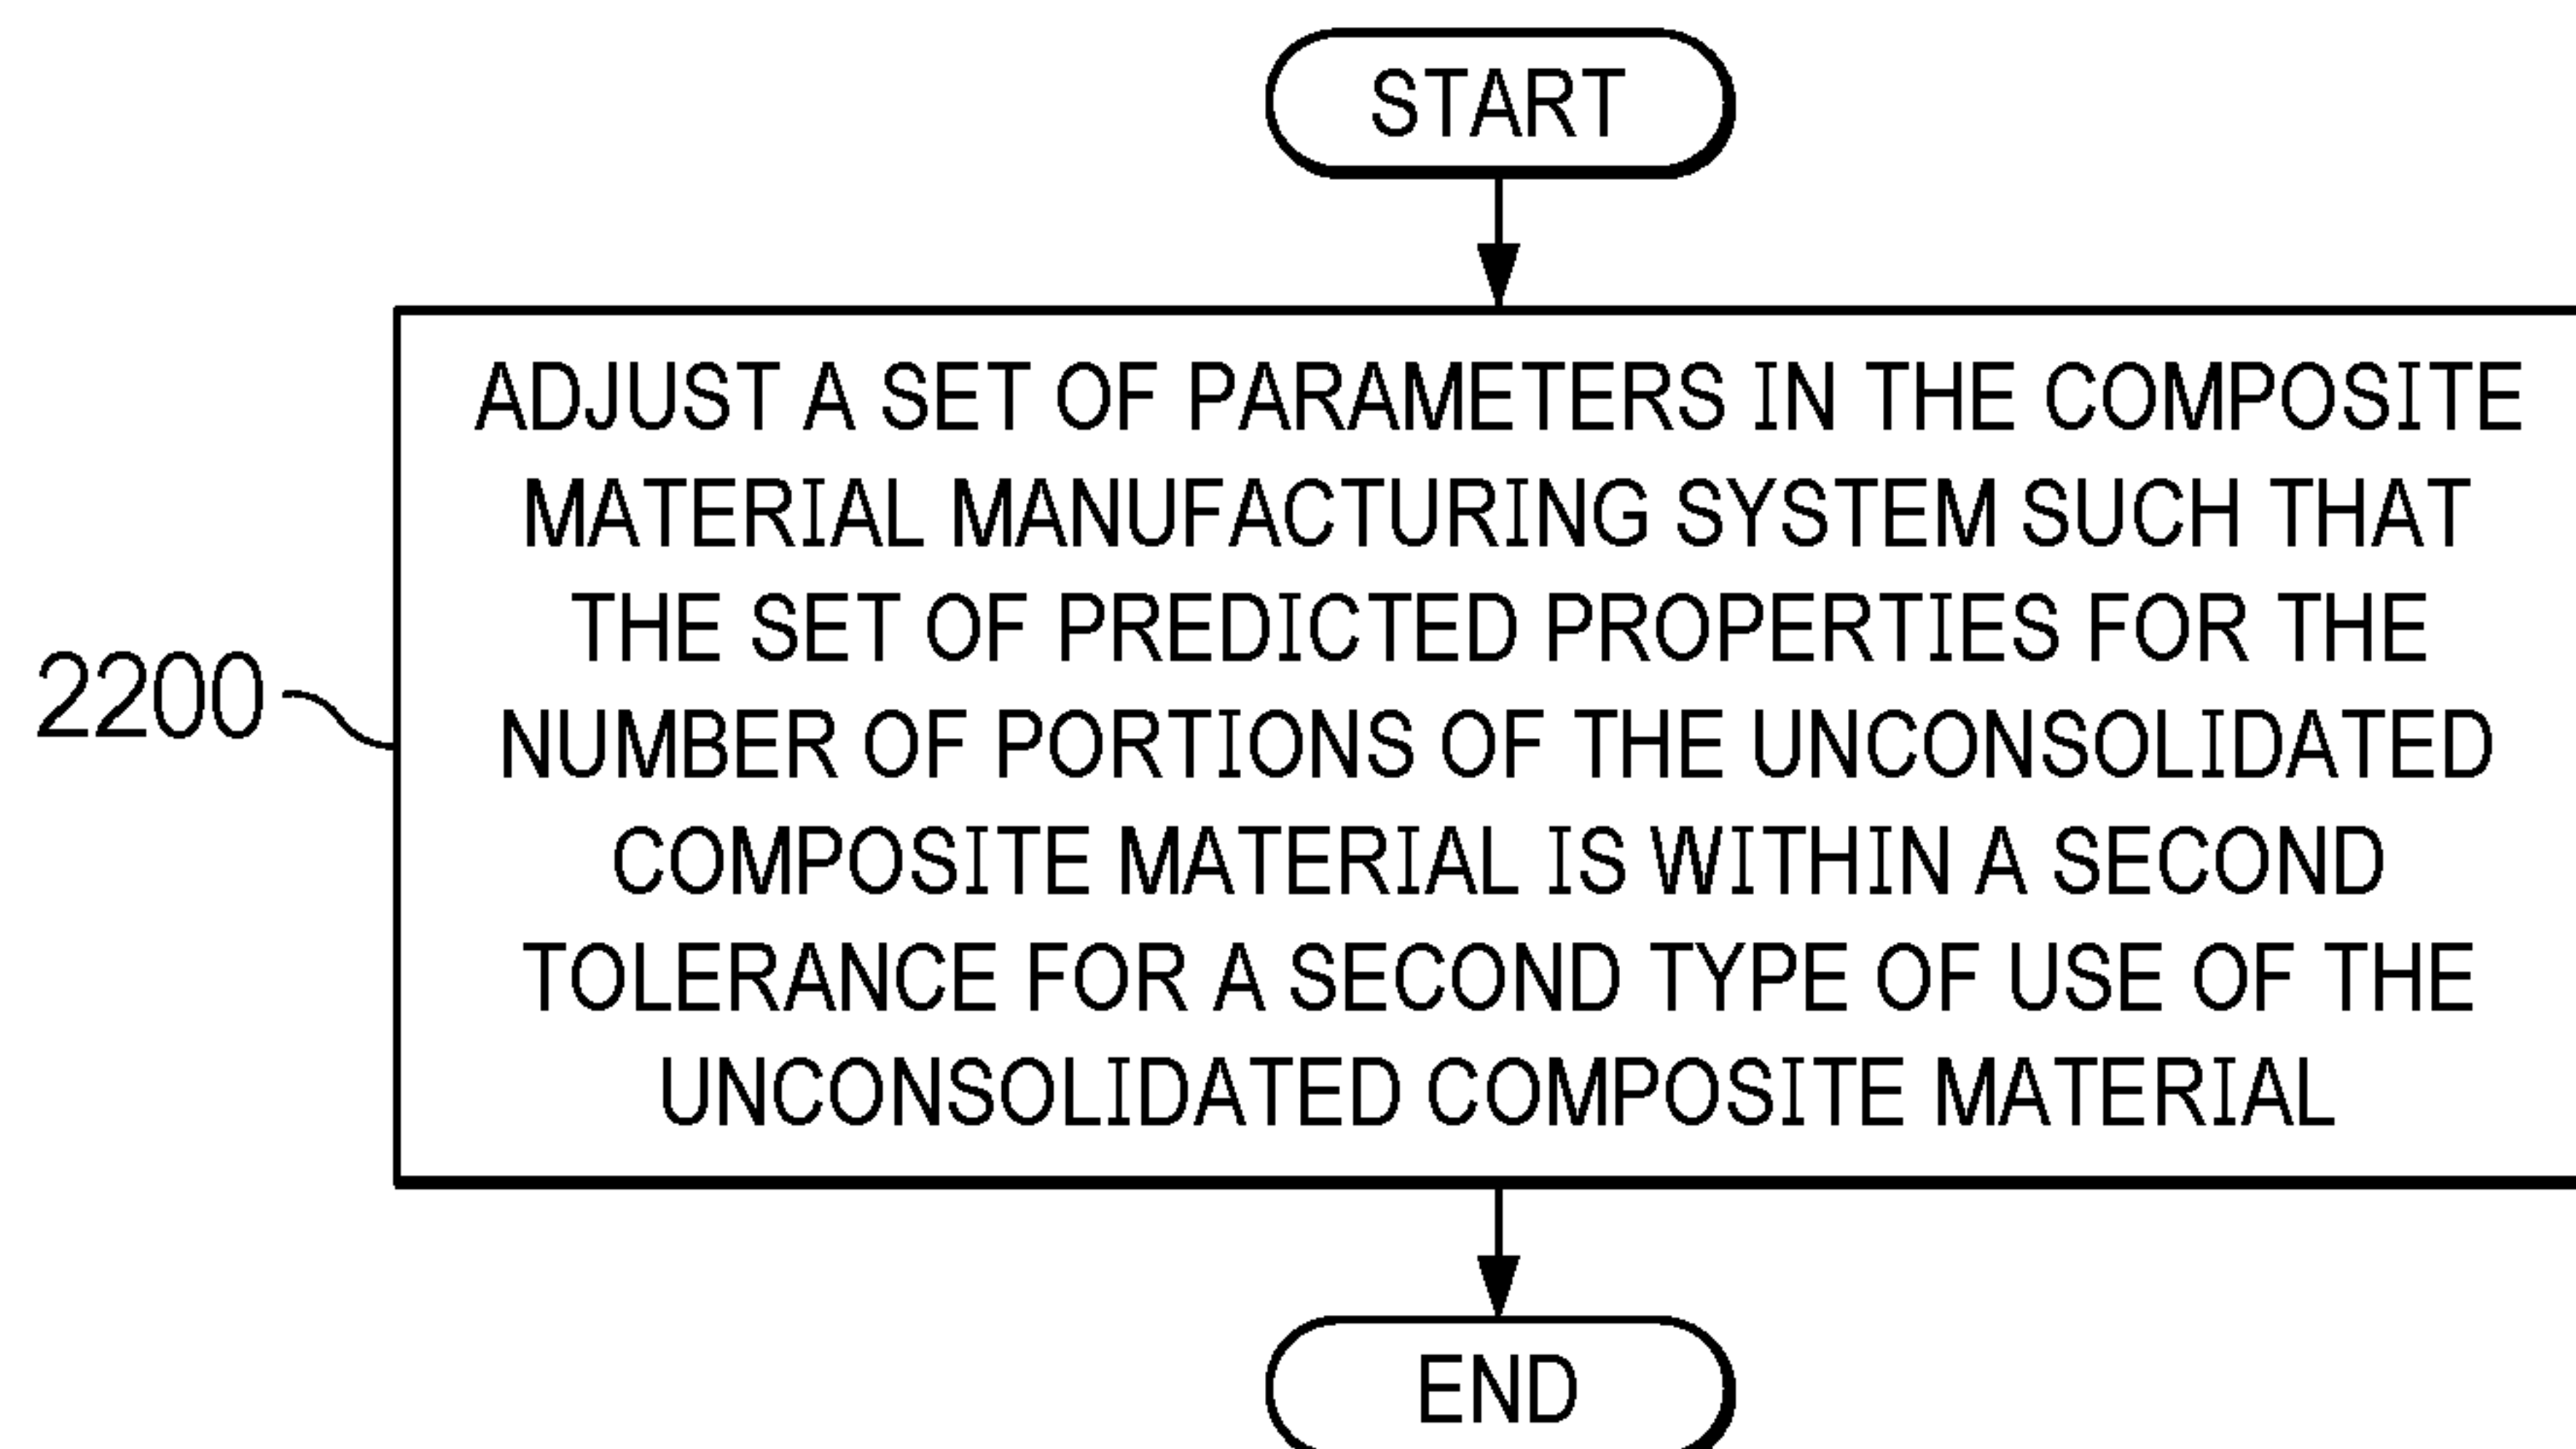 START
ADJUST A SET OF PARAMETERS IN THE COMPOSITE
MATERIAL MANUFACTURING SYSTEM SUCH THAT
THE SET OF PREDICTED PROPERTIES FOR THE
NUMBER OF PORTIONS OF THE UNCONSOLIDATED
COMPOSITE MATERIAL IS WITHIN A SECOND
TOLERANCE FOR A SECOND TYPE OF USE OF THE
UNCONSOLIDATED COMPOSITE MATERIAL
2200
END